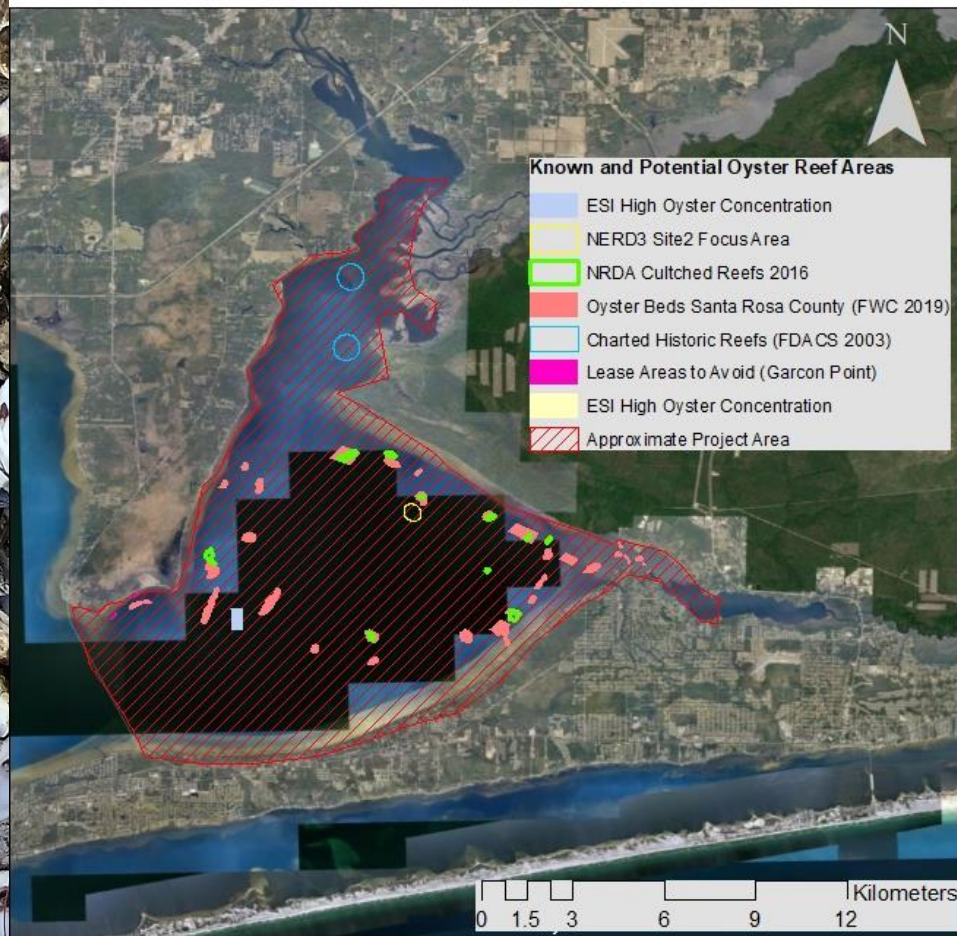 N
Known and Potential Oyster Reef Areas
ESI High Oyster Concentration
NERD3 Site2 Focus Area
NRDA Cultched Reefs 2016
Oyster Beds Santa Rosa County (FWC 2019)
Charted Historic Reefs (FDACS 2003)
Lease Areas to Avoid (Garcon Point)
ESI High Oyster Concentration
Approximate Project Area
Kilometers
0 1.5 3 6 9 12